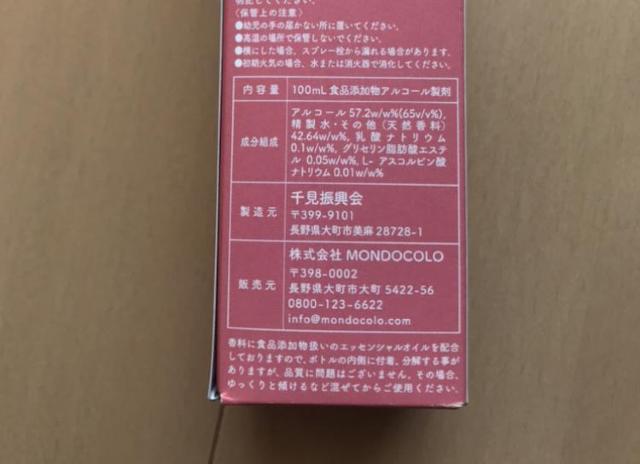 明記してください。
〈保管上の注意〉
●幼児の手の届かない所に置いてください。
●高温の場所で保管しないでください。
●横にした場合、スプレー栓から漏れる場合があります。
●初期火気の場合、水または消火器で消化してください。
内容量 100mL 食品添加物アルコール製剤
成分組成
アルコール57.2w/w%(65v/v%)、
精製水・その他（天然香料）
42.64w/w%、乳酸ナトリウム
0.1w/w%、グリセリン脂肪酸エステ
ル 0.05w/w%、L- アスコルビン酸
ナトリウム 0.01w/w%
製造元
千見振興会
〒399-9101
長野県大町市美麻 28728-1
販売元
株式会社 MONDOCOLO
〒398-0002
長野県大町市大町 5422-56
0800-123-6622
info@mondocolo.com
香料に食品添加物扱いのエッセンシャルオイルを配合
しておりますので、ボトルの内側に付着、分解する事が
ありますが、品質に問題はございません。その場合、
ゆっくりと傾けるなど混ぜてからご使用ください。